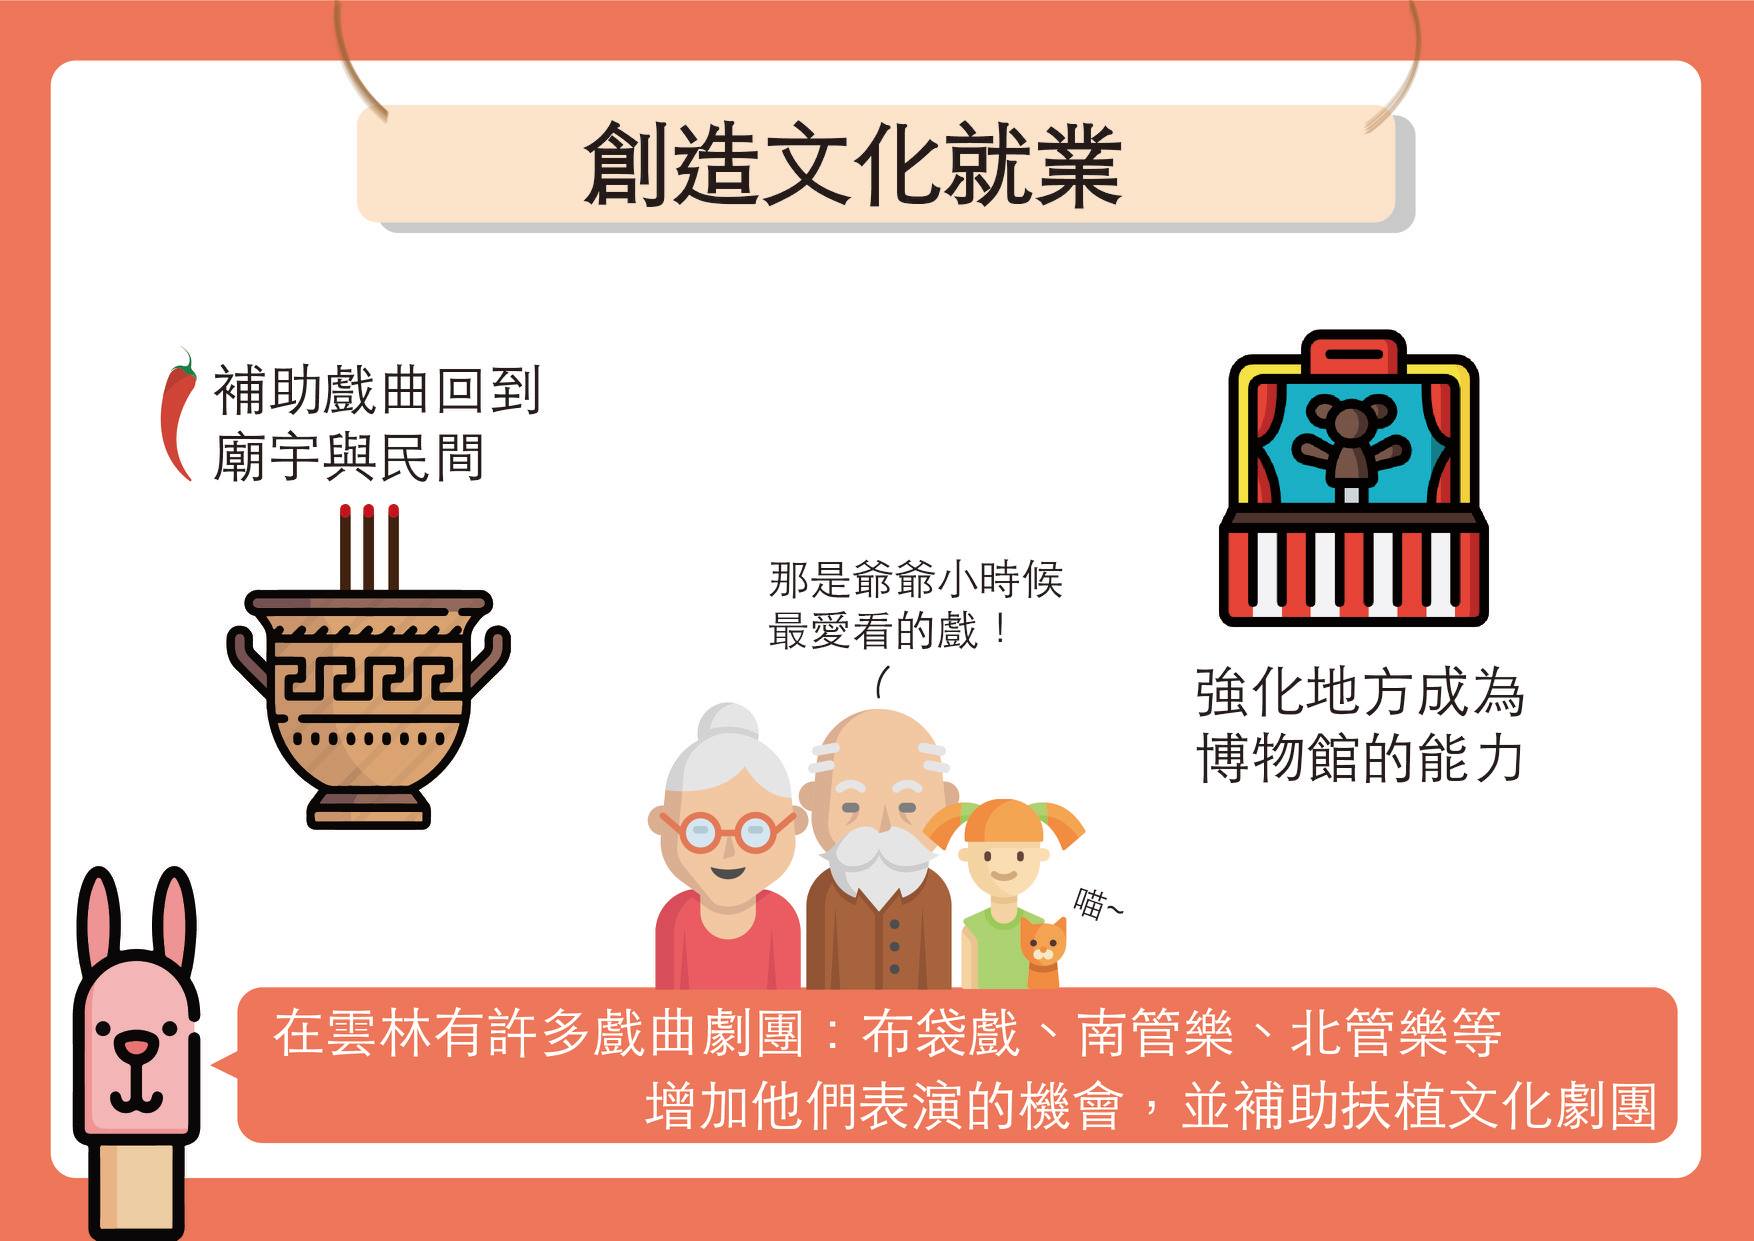 創造文化就業
補助戲曲回到
廟宇與民間
那是爺爺小時候
最愛看的戲！
強化地方成為
博物館的能力
喵~
在雲林有許多戲曲劇團：布袋戲、南管樂、北管樂等
增加他們表演的機會，並補助扶植文化劇團